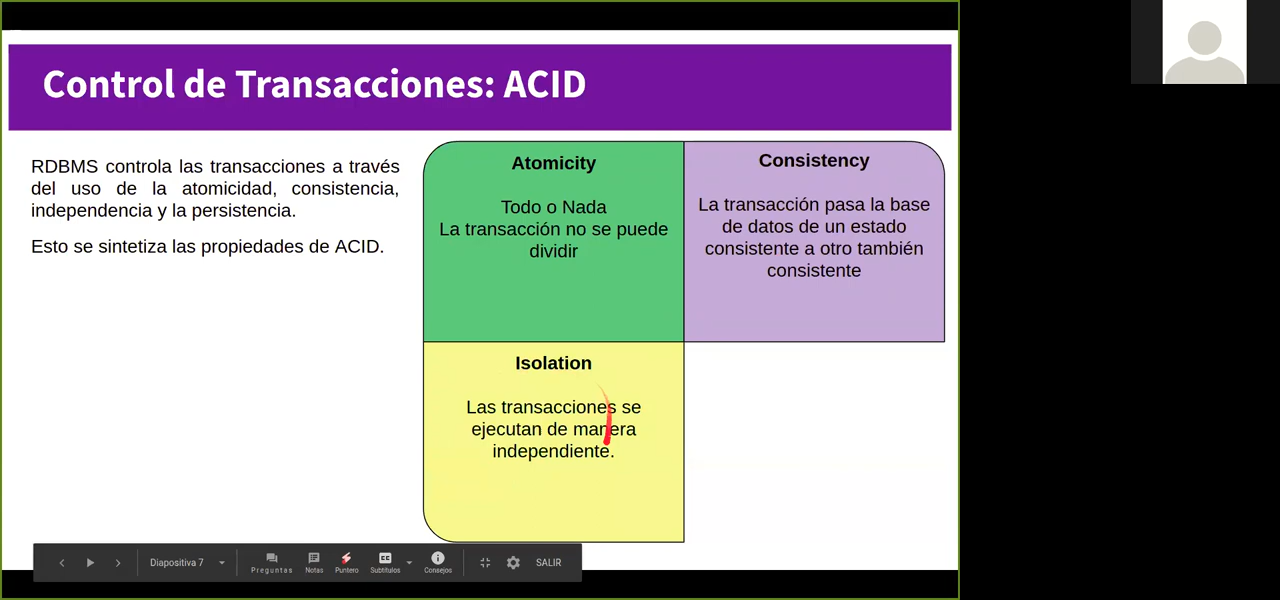 Control de Transacciones: ACID
RDBMS controla las transacciones a través
del uso de la atomicidad, consistencia,
independencia y la persistencia.
Esto se sintetiza las propiedades de ACID.
Atomicity
Todo o Nada
La transacción no se puede
dividir
Consistency
La transacción pasa la base
de datos de un estado
consistente a otro también
consistente
Isolation
Las transacciones se
ejecutan de manera
independiente.
Diapositiva 7
Preguntas
Notas
Puntero
CC
Subtítulos
Consejos
SALIR